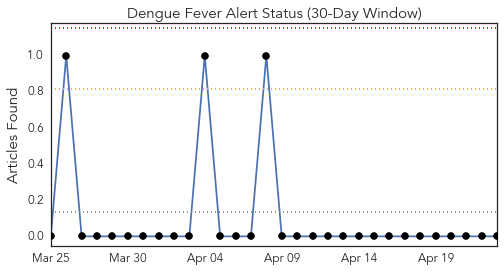 Dengue Fever Alert Status (30-Day Window)
Articles Found
1.0
0.8
0.6
0.4
0.2
0.0
Mar 25 Mar 30 Apr 04 Apr 09 Apr 14 Apr 19